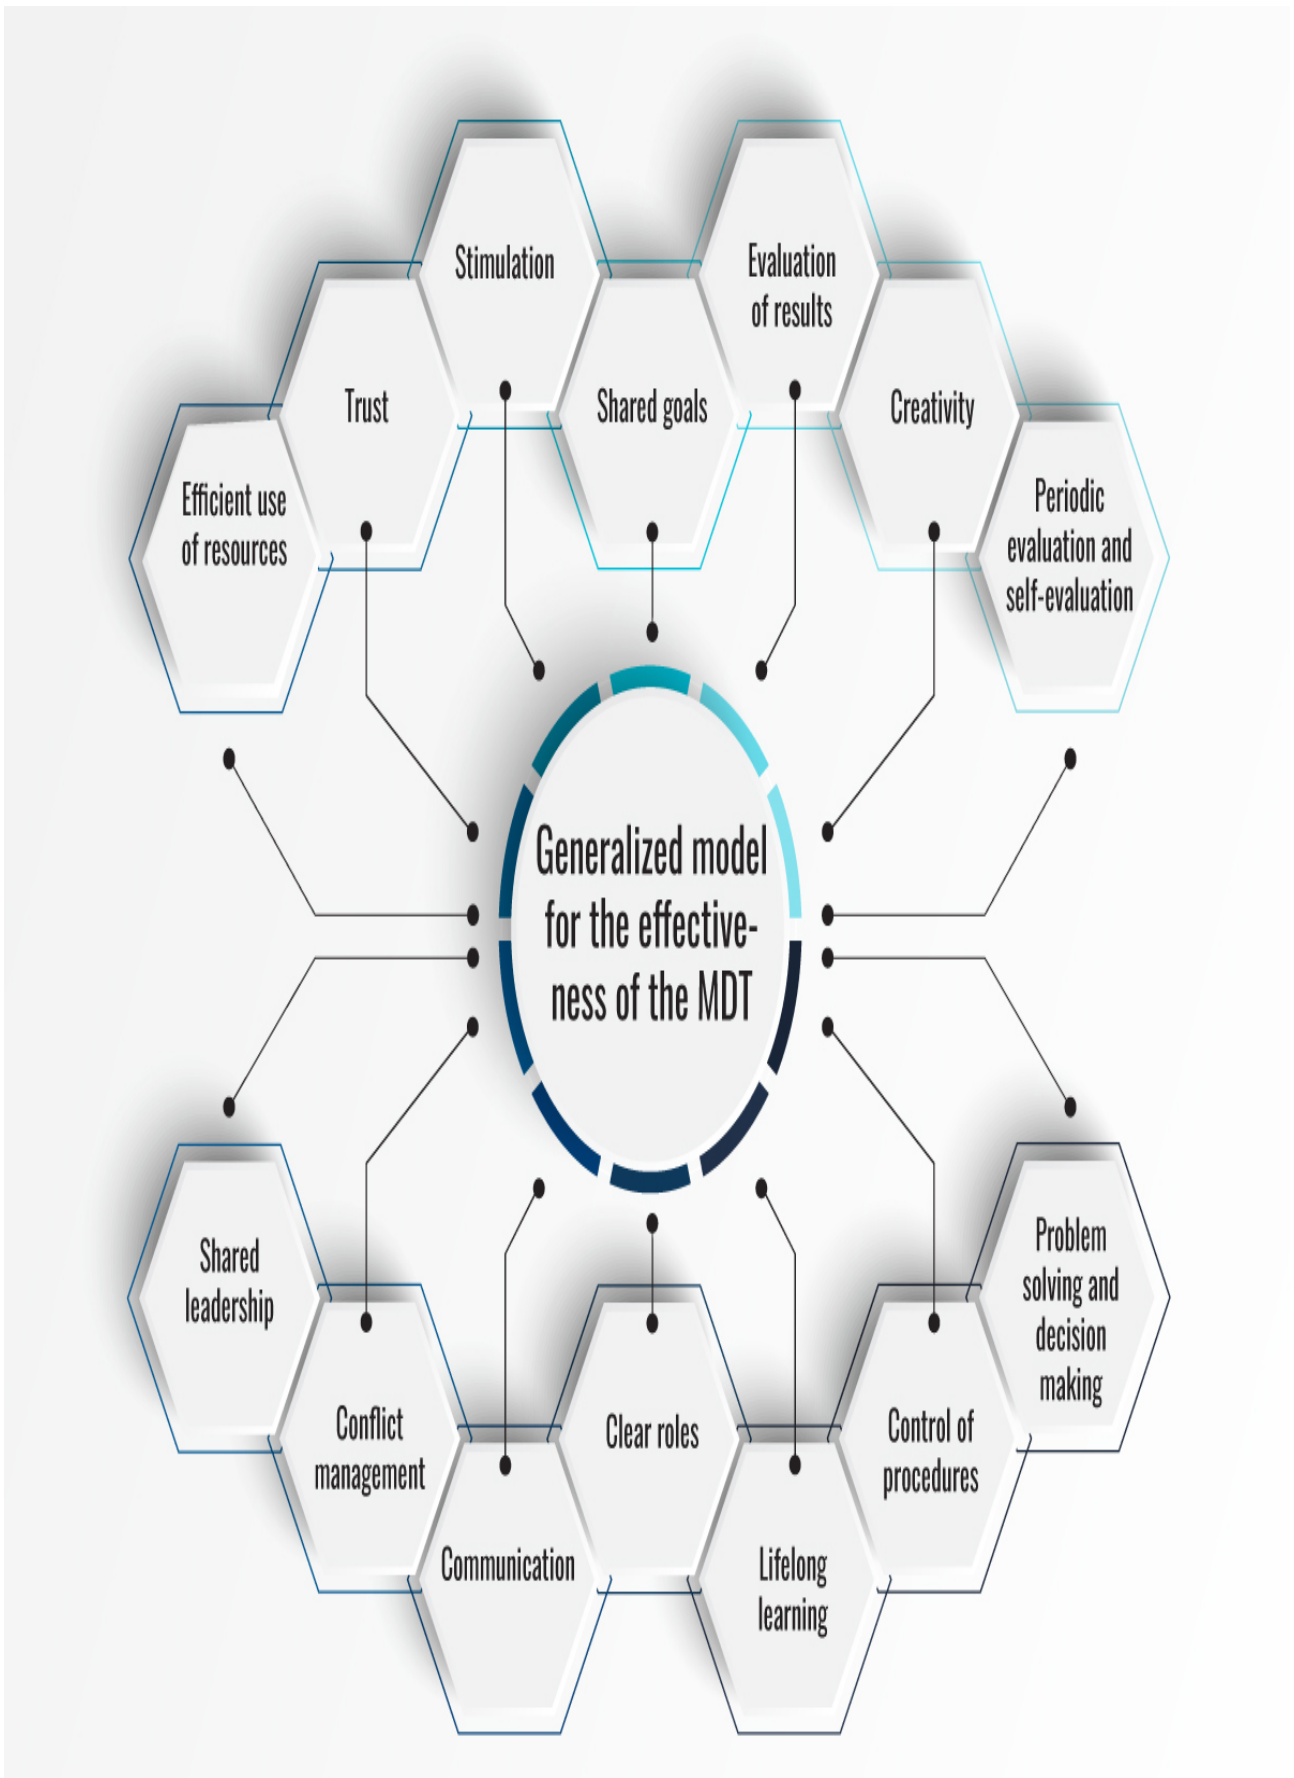 Stimulation
Evaluation
of results
Trust
Shared goals
Creativity
Efficient use
of resources
Periodic
evaluation and
self-evaluation
Generalized model
for the effective-
ness of the MDT
Shared
leadership
Problem
solving and
decision
making
Conflict
management
Clear roles
Control of
procedures
Communication
Lifelong
learning